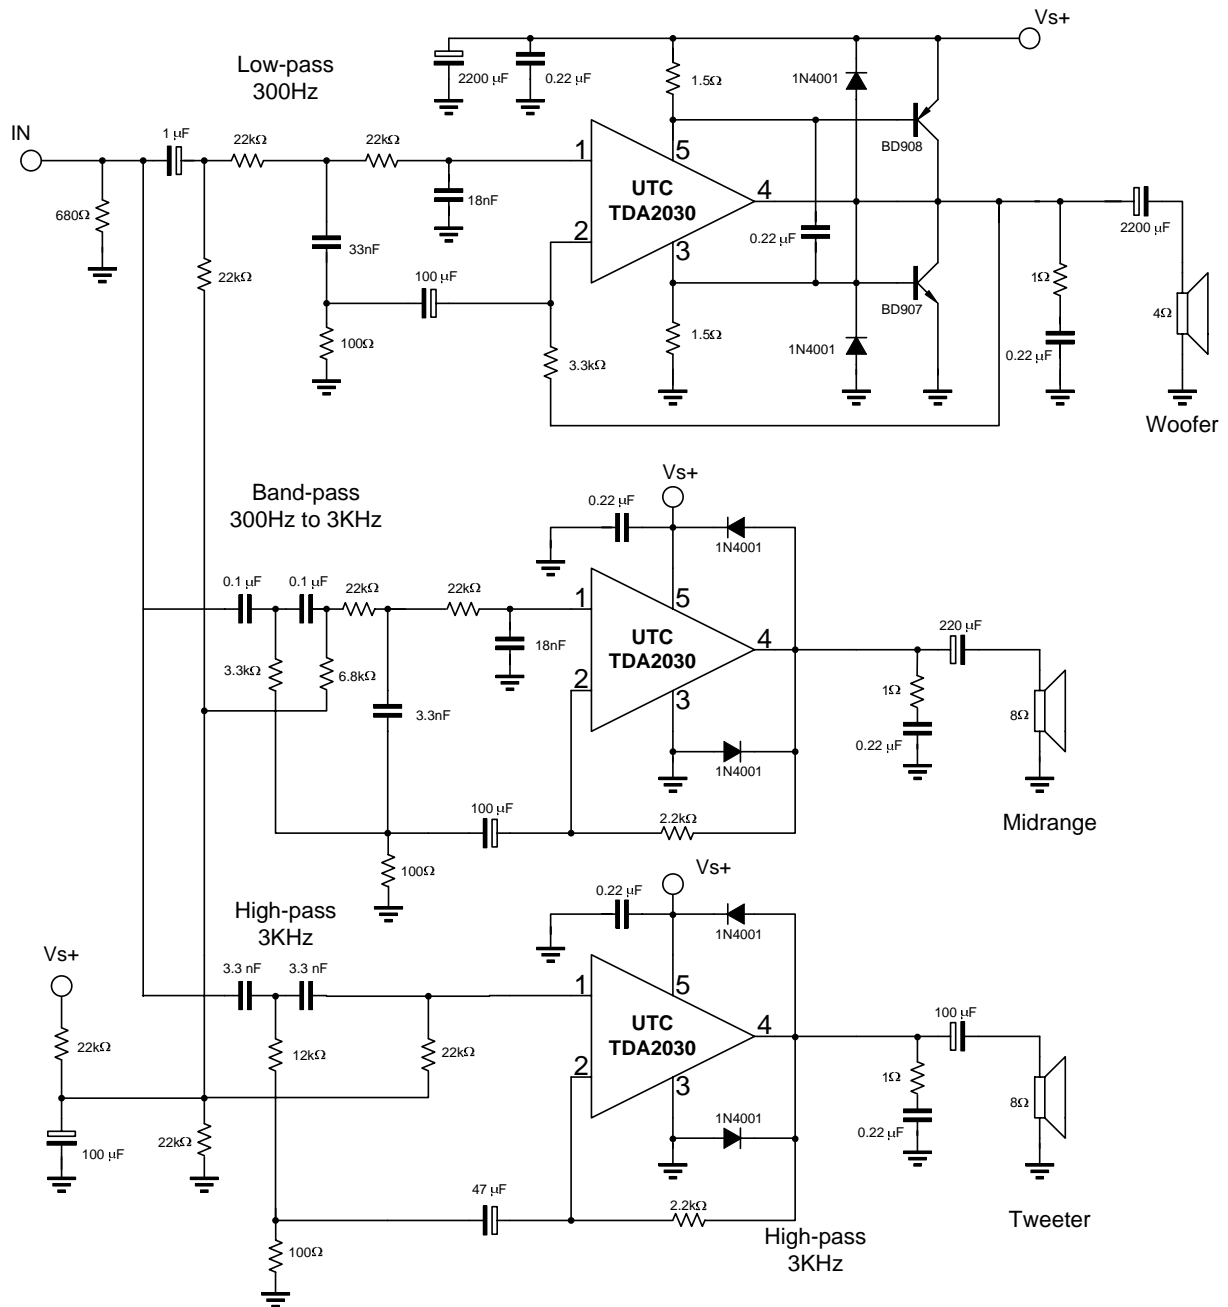 Vs+
Low-pass
300Hz
2200 µF
0.22 µF
1.5Ω
1N4001
IN
1 µF
22kΩ
22kΩ
1
5
UTC
TDA2030
4
BD908
680Ω
18nF
2
3
0.22 µF
2200 µF
33nF
22kΩ
100 µF
BD907
1Ω
4Ω
100Ω
3.3kΩ
1.5Ω
1N4001
0.22 µF
Woofer
Vs+
Band-pass
300Hz to 3KHz
0.22 µF
1N4001
0.1 µF
0.1 µF
22kΩ
22kΩ
1
5
UTC
TDA2030
4
220 µF
18nF
3.3kΩ
6.8kΩ
2
3
1Ω
8Ω
3.3nF
0.22 µF
1N4001
100 µF
2.2kΩ
Midrange
100Ω
Vs+
0.22 µF
High-pass
3KHz
1N4001
Vs+
3.3 nF
3.3 nF
1
5
UTC
TDA2030
4
100 µF
22kΩ
12kΩ
22kΩ
2
3
1Ω
8Ω
1N4001
0.22 µF
22kΩ
100 µF
47 µF
2.2kΩ
Tweeter
High-pass
3KHz
100Ω